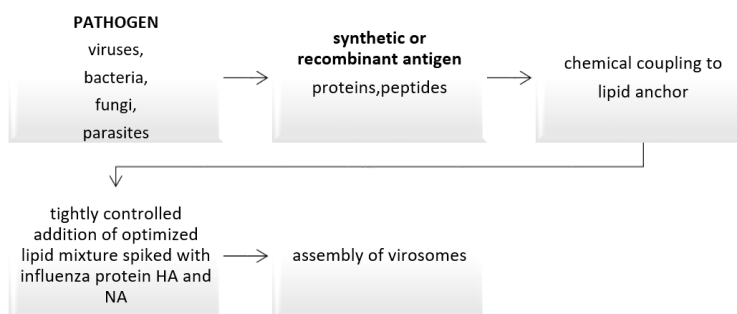 PATHOGEN
viruses,
bacteria,
fungi,
parasites
synthetic or
recombinant antigen
proteins,peptides
chemical coupling to
lipid anchor
tightly controlled
addition of optimized
lipid mixture spiked with
influenza protein HA and
NA
assembly of virosomes